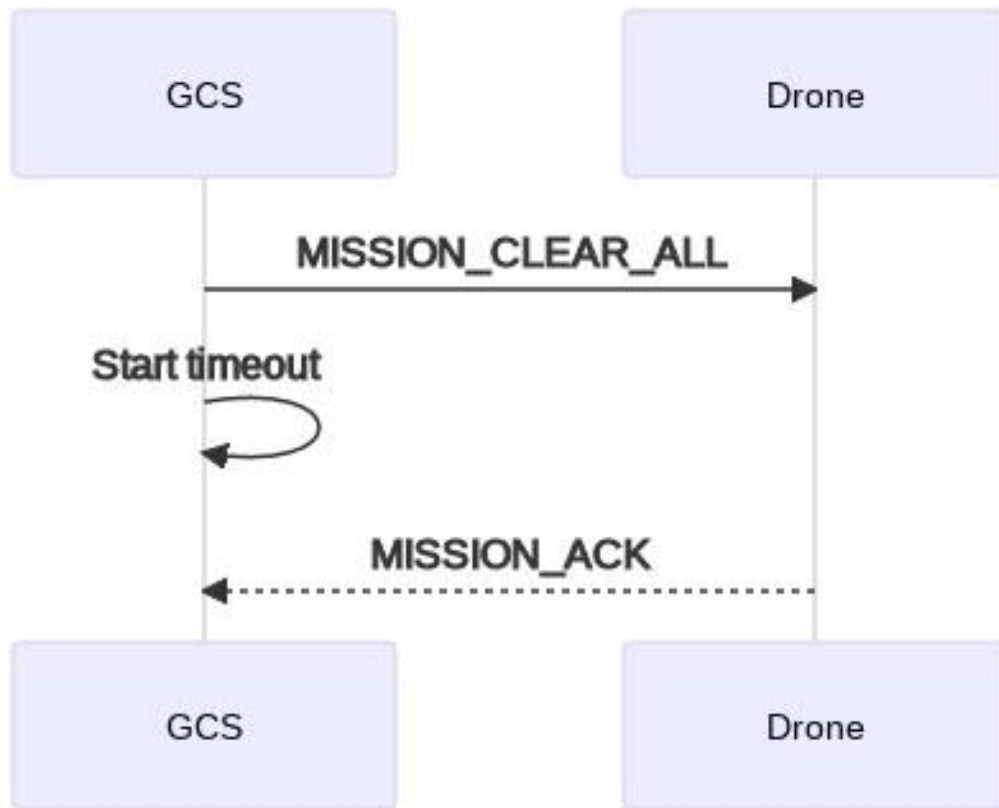 GCS
Drone
MISSION_CLEAR_ALL
Start timeout
MISSION_ACK
GCS
Drone